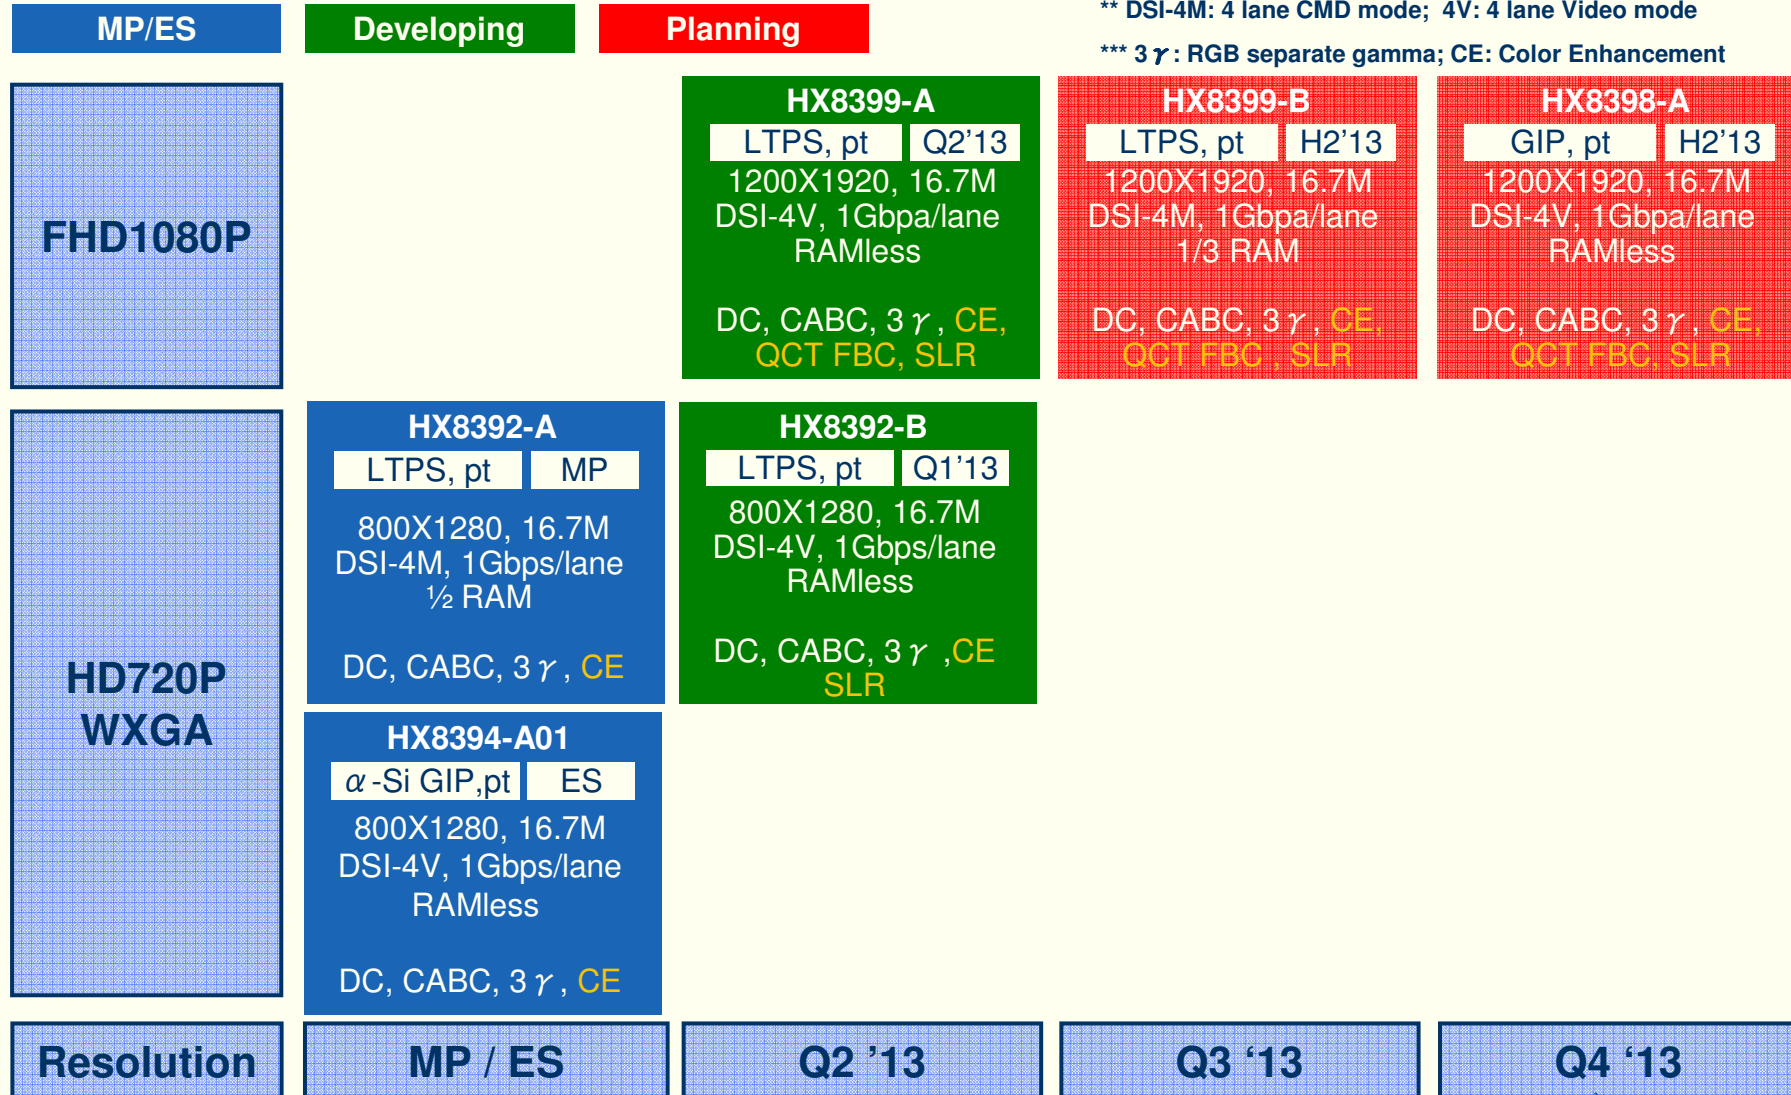 MP/ES
Developing
Planning
** DSI-4M: 4 lane CMD mode; 4V: 4 lane Video mode
*** 3γ: RGB separate gamma; CE: Color Enhancement
FHD1080P
HX8399-A
LTPS, pt
Q2'13
1200X1920, 16.7M
DSI-4V, 1Gbpa/lane
RAMless
DC, CABC, 3γ, CE,
QCT FBC, SLR
HX8399-B
LTPS, pt
H2'13
1200X1920, 16.7M
DSI-4M, 1Gbpa/lane
1/3 RAM
DC, CABC, 3γ, CE,
QCT FBC , SLR
HX8398-A
GIP, pt
H2'13
1200X1920, 16.7M
DSI-4V, 1Gbpa/lane
RAMless
DC, CABC, 3γ, CE,
QCT FBC, SLR
HD720P
WXGA
HX8392-A
LTPS, pt
MP
800X1280, 16.7M
DSI-4M, 1Gbps/lane
½ RAM
DC, CABC, 3γ, CE
HX8392-B
LTPS, pt
Q1'13
800X1280, 16.7M
DSI-4V, 1Gbps/lane
RAMless
DC, CABC, 3γ ,CE
SLR
HX8394-A01
α-Si GIP,pt
ES
800X1280, 16.7M
DSI-4V, 1Gbps/lane
RAMless
DC, CABC, 3γ, CE
Resolution
MP / ES
Q2 '13
Q3 ‘13
Q4 ‘13